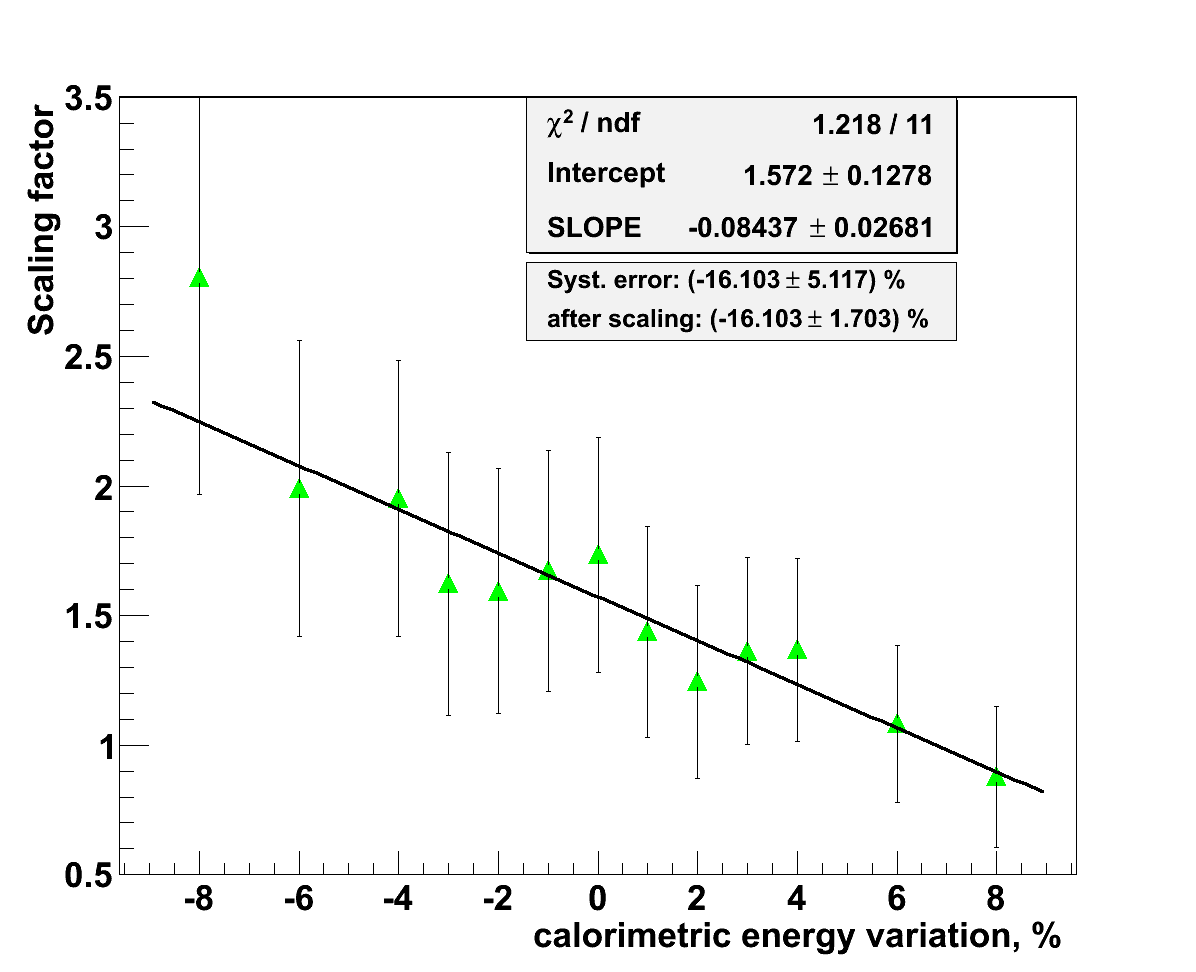 3.5
3
2.5
2
1.5
1
0.5
Scaling factor
χ² / ndf 1.218 / 11
Intercept 1.572 ± 0.1278
SLOPE -0.08437 ± 0.02681
Syst. error: (-16.103 ± 5.117) %
after scaling: (-16.103 ± 1.703) %
-8 -6 -4 -2 0 2 4 6 8
calorimetric energy variation, %